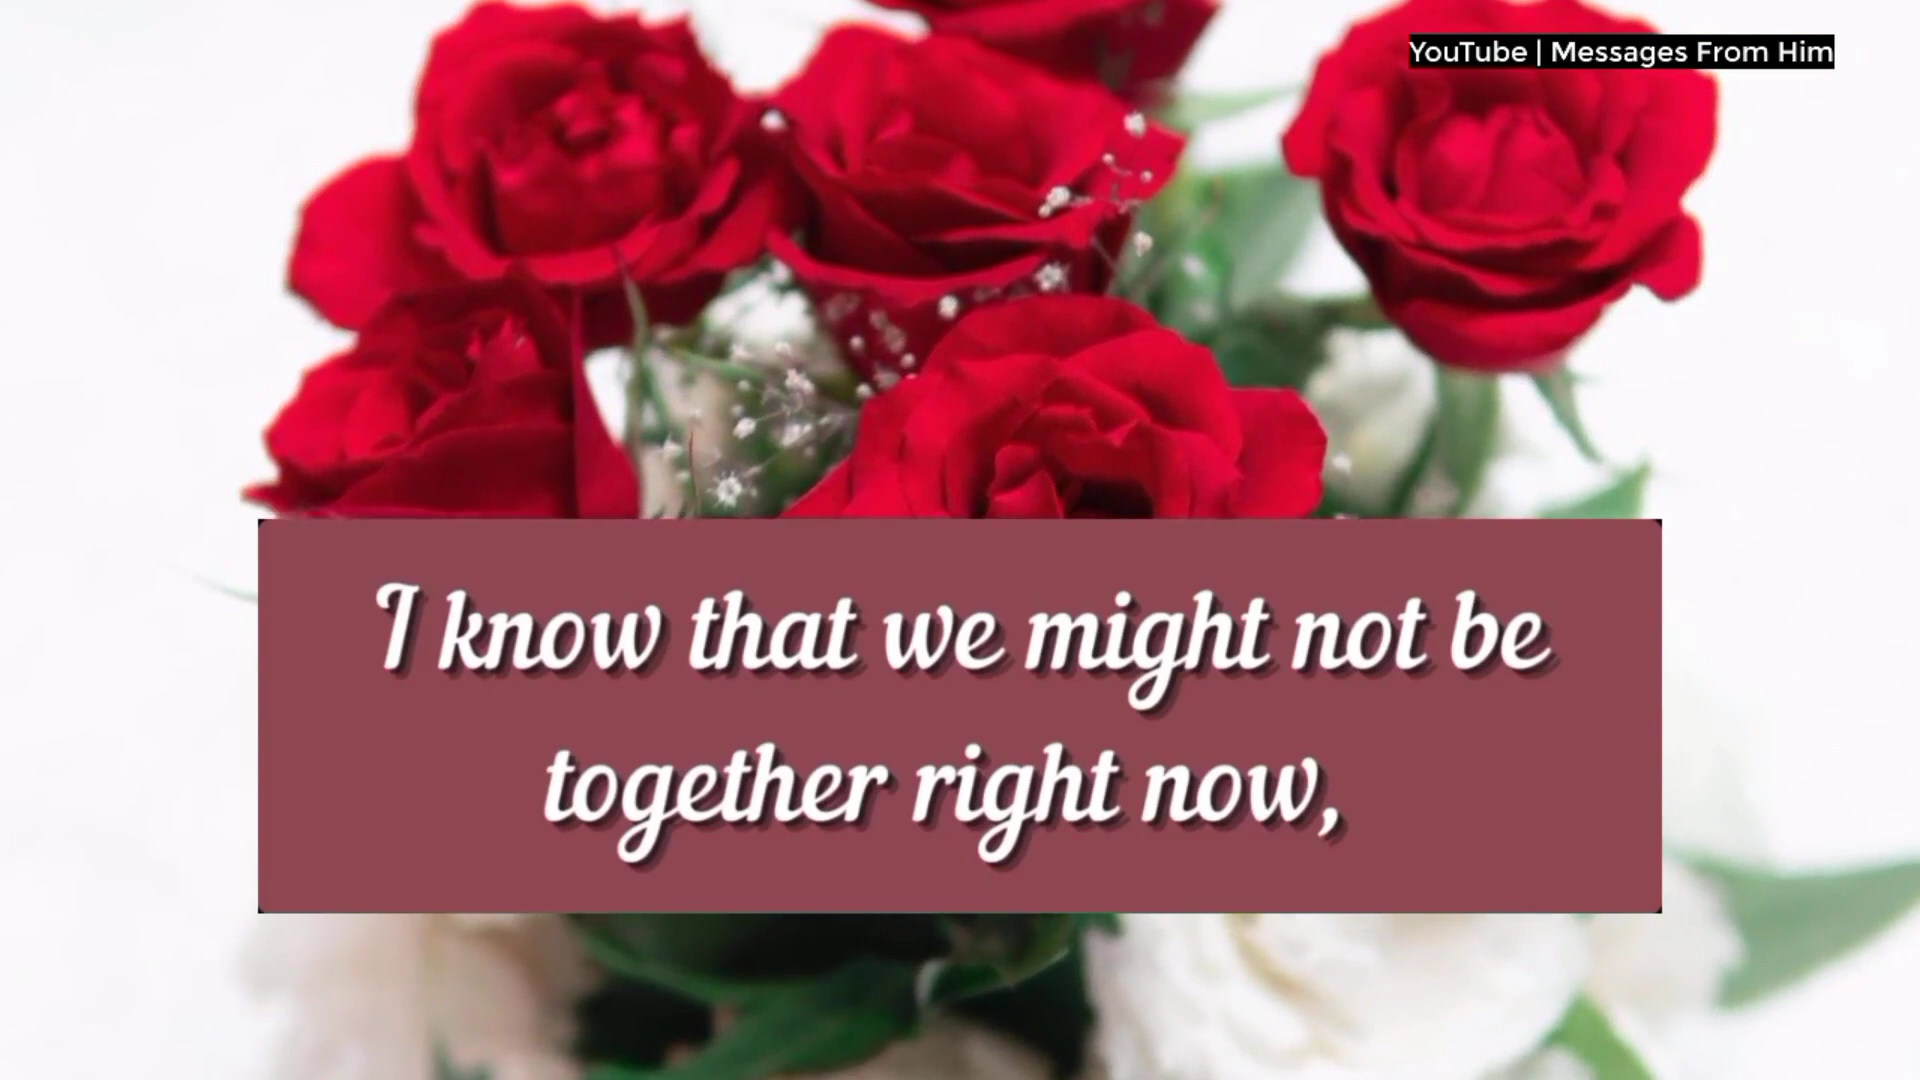 YouTube | Messages From Him
I know that we might not be
together right now,